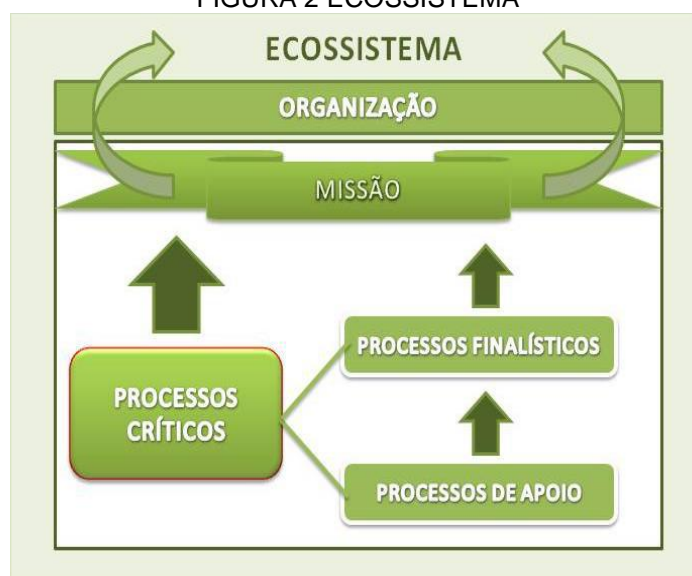 FIGURA 2 ECOSSISTEMA
ECOSSISTEMA
ORGANIZAÇÃO
MISSÃO
PROCESSOS FINALÍSTICOS
PROCESSOS
CRÍTICOS
PROCESSOS DE APOIO